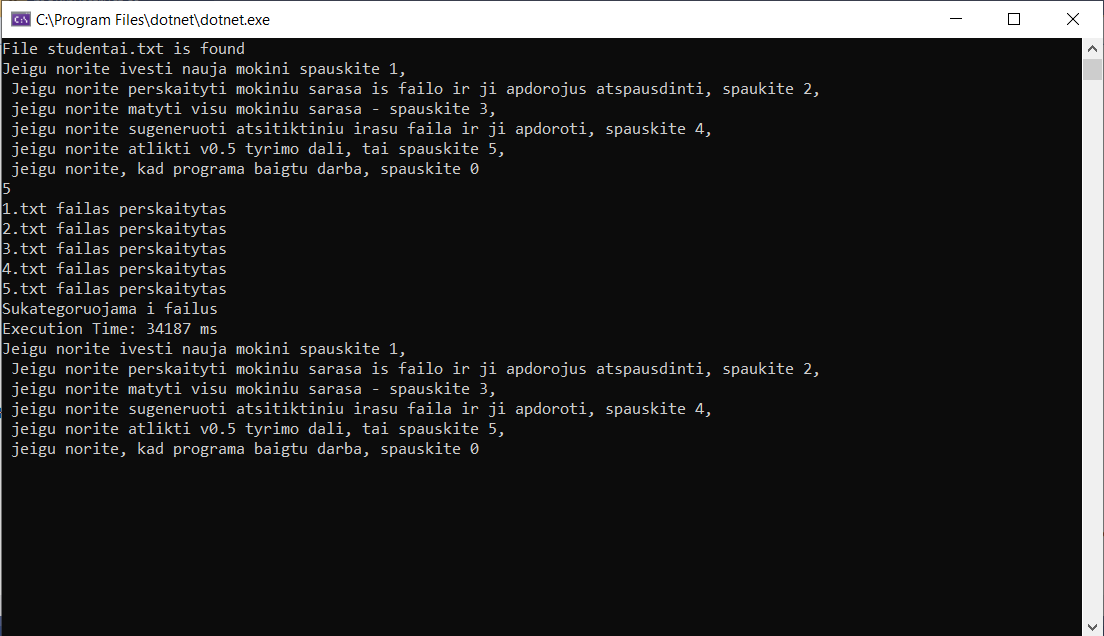 C:\Program Files\dotnet\dotnet.exe
File studentai.txt is found
Jeigu norite ivesti nauja mokini spauskite 1,
 Jeigu norite perskaityti mokiniu sarasa is failo ir ji apdorojus atspausdinti, spaukite 2,
 jeigu norite matyti visu mokiniu sarasa - spauskite 3,
 jeigu norite sugeneruoti atsitiktiniu irasu faila ir ji apdoroti, spauskite 4,
 jeigu norite atlikti v0.5 tyrimo dali, tai spauskite 5,
 jeigu norite, kad programa baigtu darba, spauskite 0
5
1.txt failas perskaitytas
2.txt failas perskaitytas
3.txt failas perskaitytas
4.txt failas perskaitytas
5.txt failas perskaitytas
Sukategoruojama i failus
Execution Time: 34187 ms
Jeigu norite ivesti nauja mokini spauskite 1,
 Jeigu norite perskaityti mokiniu sarasa is failo ir ji apdorojus atspausdinti, spaukite 2,
 jeigu norite matyti visu mokiniu sarasa - spauskite 3,
 jeigu norite sugeneruoti atsitiktiniu irasu faila ir ji apdoroti, spauskite 4,
 jeigu norite atlikti v0.5 tyrimo dali, tai spauskite 5,
 jeigu norite, kad programa baigtu darba, spauskite 0